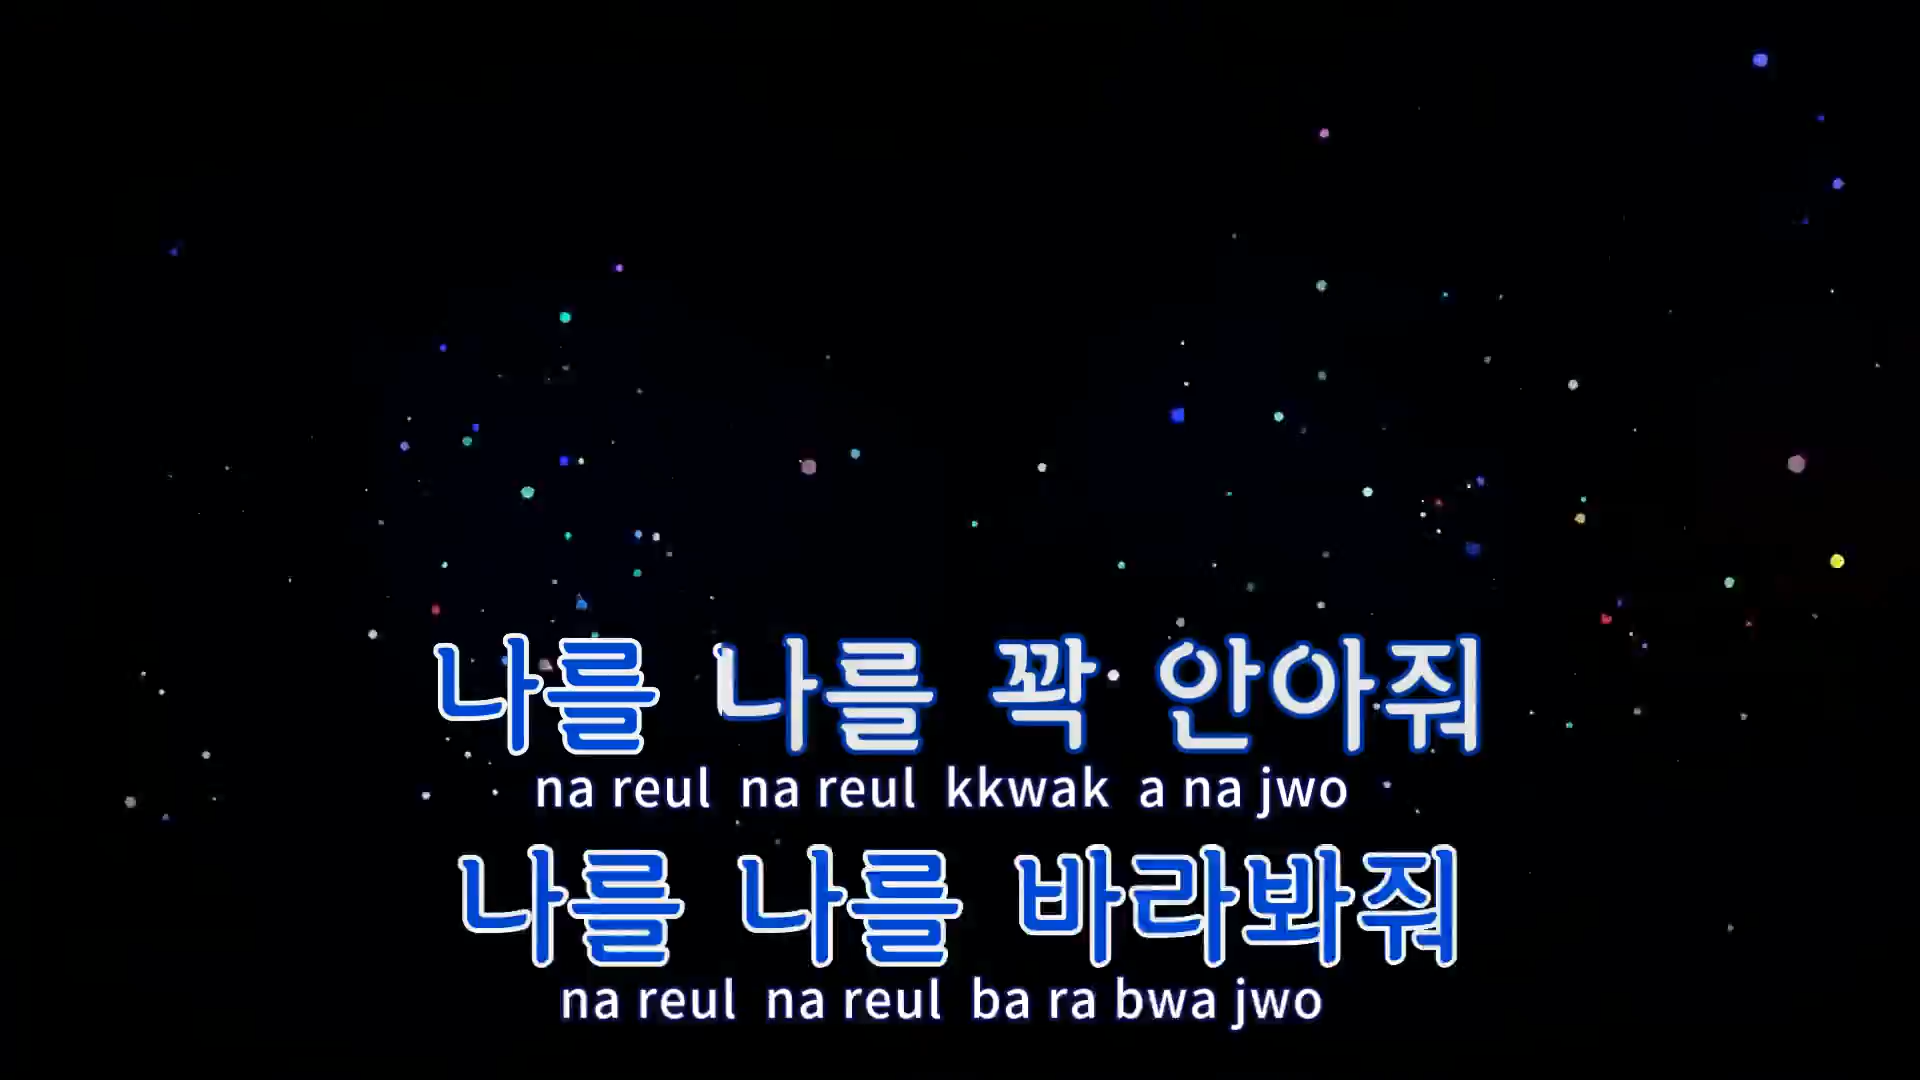 나를 나를 꽉 안아줘
na reul na reul kkwak a na jwo
나를 나를 바라봐줘
na reul na reul ba ra bwa jwo